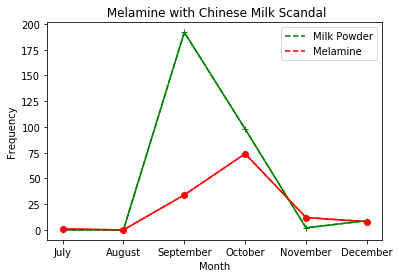 Melamine with Chinese Milk Scandal
200
175
150
125
100
75
50
25
0
Frequency
Milk Powder
Melamine
July August September October November December
Month